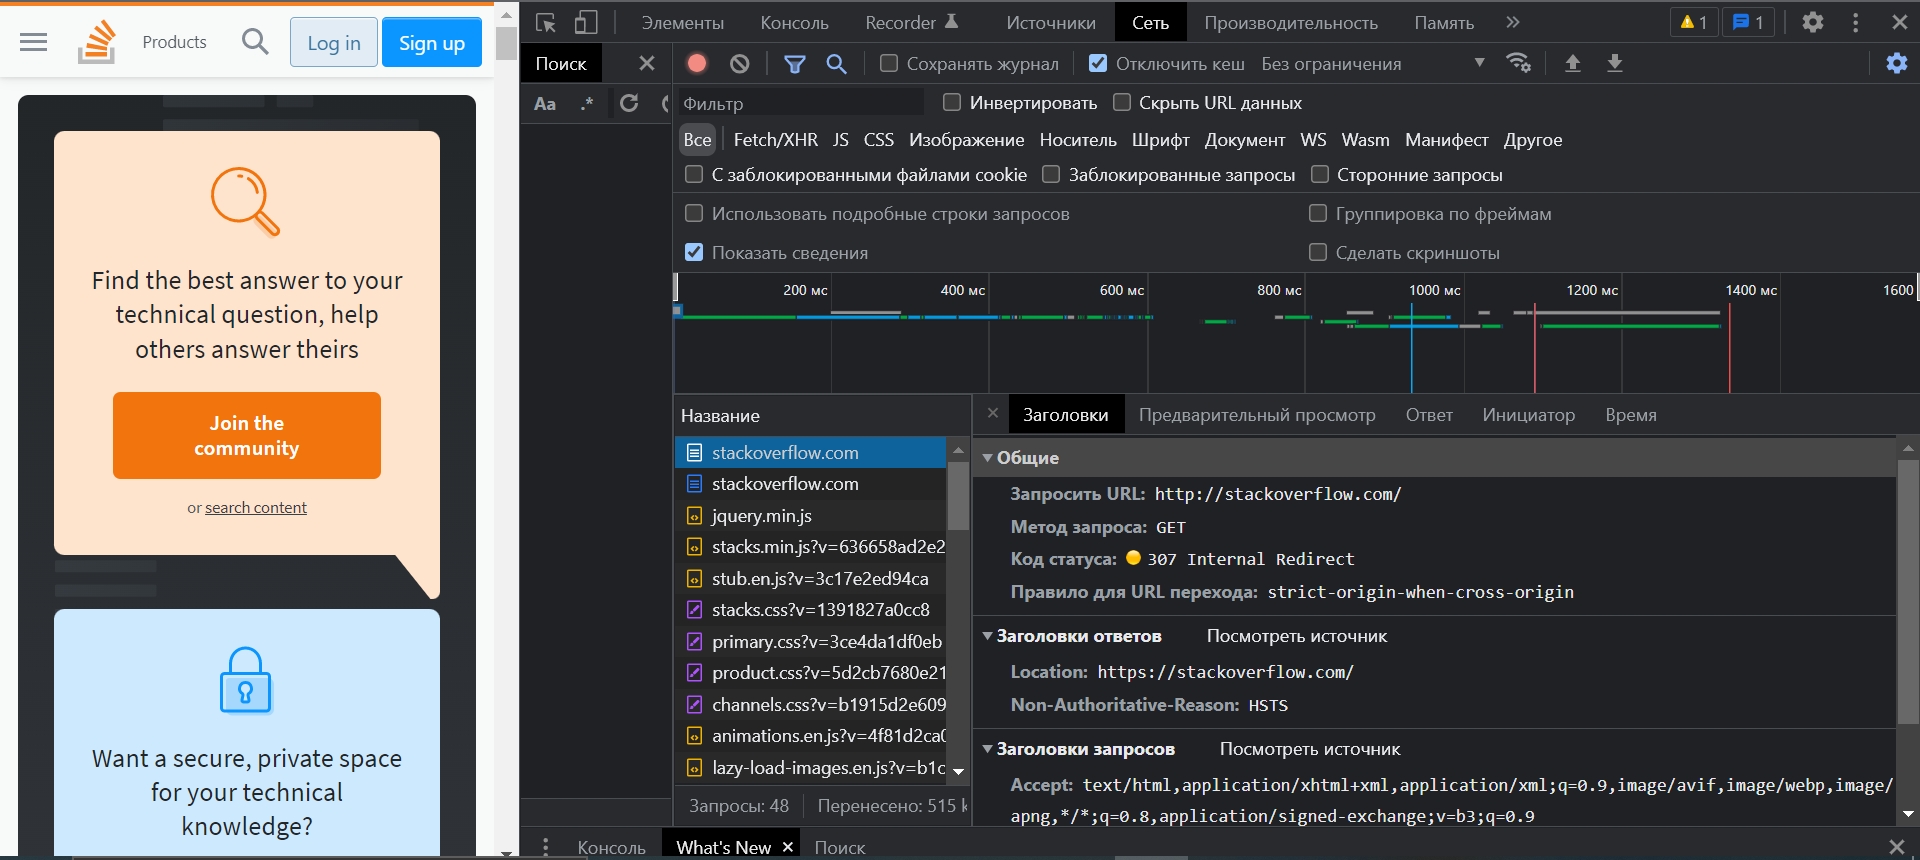 Products
Log in
Sign up
Find the best answer to your
technical question, help
others answer theirs
Join the
community
or search content
Want a secure, private space
for your technical
knowledge?
Элементы Консоль Recorder Источники Сеть Производительность Память » 1 1
Поиск
Aa .*
Сохранять журнал Отключить кеш Без ограничения
Фильтр Инвертировать Скрыть URL данных
Все Fetch/XHR JS CSS Изображение Носитель Шрифт Документ WS Wasm Манифест Другое
С заблокированными файлами cookie Заблокированные запросы Сторонние запросы
Использовать подробные строки запросов Группировка по фреймам
Показать сведения Сделать скриншоты
200 мс 400 мс 600 мс 800 мс 1000 мс 1200 мс 1400 мс 1600
Название
stackoverflow.com
stackoverflow.com
jquery.min.js
stacks.min.js?v=636658ad2e2
stub.en.js?v=3c17e2ed94ca
stacks.css?v=1391827a0cc8
primary.css?v=3ce4da1df0eb
product.css?v=5d2cb7680e21
channels.css?v=b1915d2e609
animations.en.js?v=4f81d2ca
lazy-load-images.en.js?v=b1c
Запросы: 48 Перенесено: 515
Заголовки Предварительный просмотр Ответ Инициатор Время
Общие
Запросить URL: http://stackoverflow.com/
Метод запроса: GET
Код статуса: 307 Internal Redirect
Правило для URL перехода: strict-origin-when-cross-origin
Заголовки ответов Посмотреть источник
Location: https://stackoverflow.com/
Non-Authoritative-Reason: HSTS
Заголовки запросов Посмотреть источник
Accept: text/html,application/xhtml+xml,application/xml;q=0.9,image/avif,image/webp,image/
apng,*/*;q=0.8,application/signed-exchange;v=b3;q=0.9
Консоль What's New Поиск